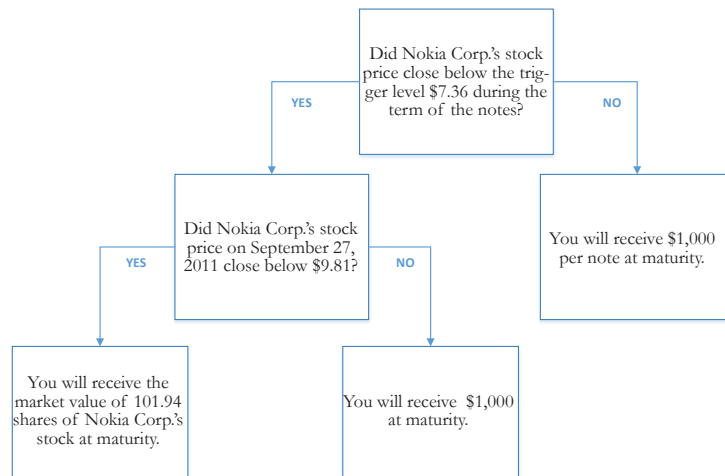 Did Nokia Corp.'s stock
price close below the trig-
ger level $7.36 during the
term of the notes?
YES
NO
Did Nokia Corp.'s stock
price on September 27,
2011 close below $9.81?
You will receive $1,000
per note at maturity.
YES
NO
You will receive the
market value of 101.94
shares of Nokia Corp.'s
stock at maturity.
You will receive $1,000
at maturity.